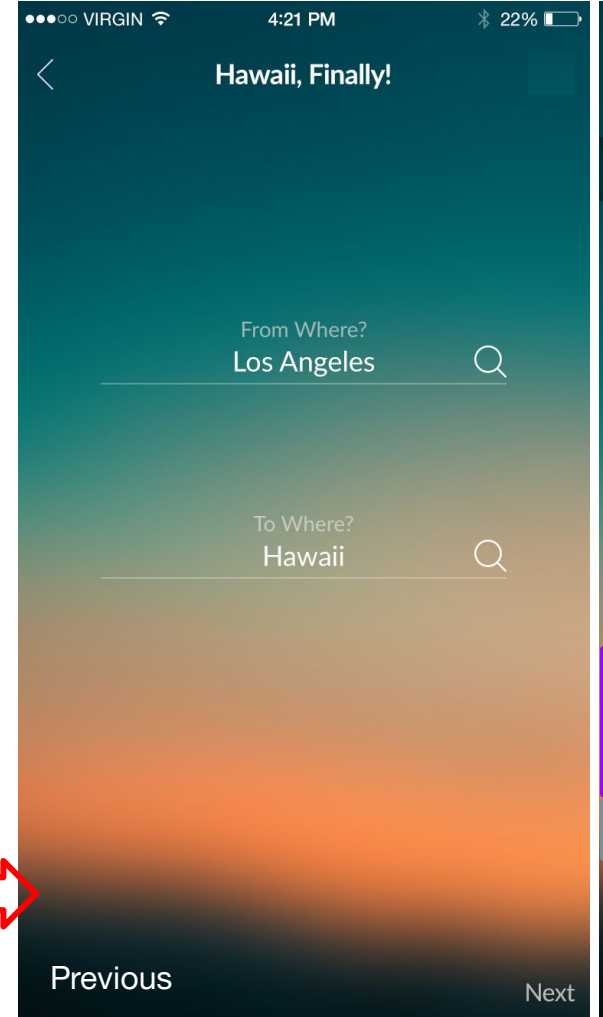 VIRGIN 4:21 PM 22%
Hawaii, Finally!
From Where?
Los Angeles
To Where?
Hawaii
Previous
Next